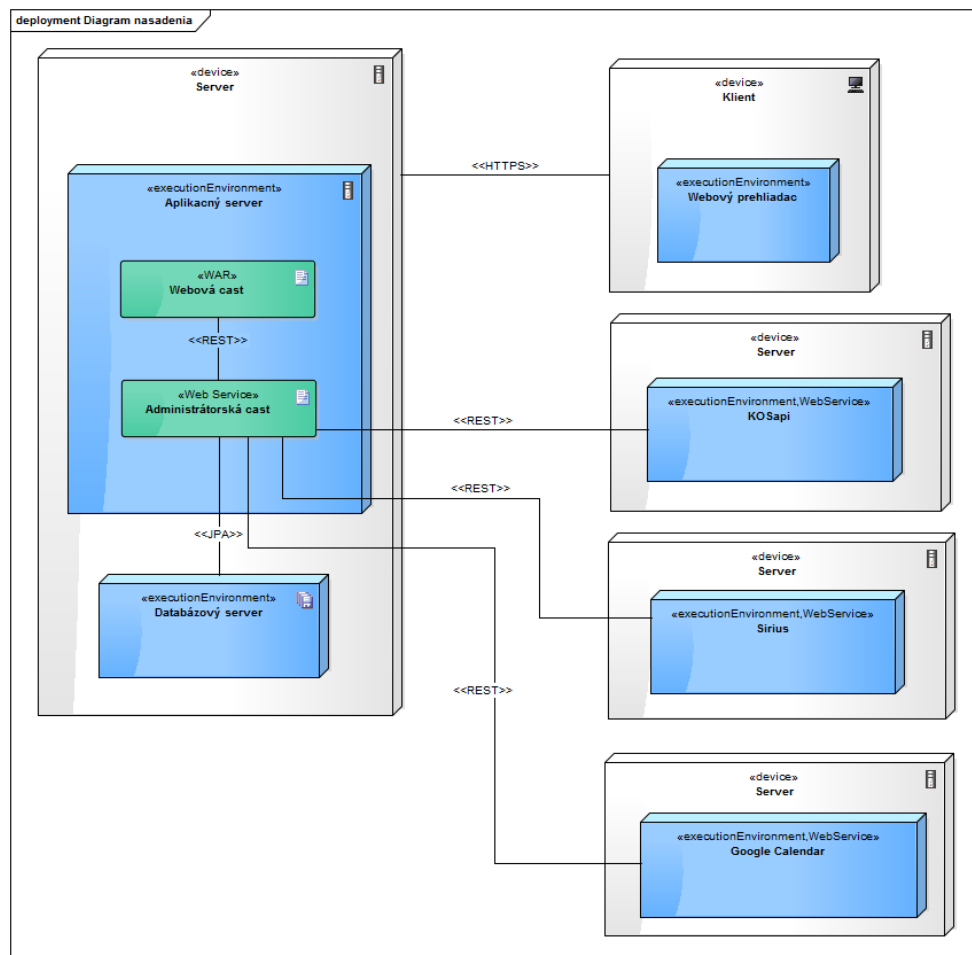 deployment Diagram nasadenia
«device»
Server
«executionEnvironment»
Aplikacný server
«WAR»
Webová cast
<<REST>>
«Web Service»
Administrátorská cast
<<JPA>>
«executionEnvironment»
Databázový server
<<HTTPS>>
«device»
Klient
«executionEnvironment»
Webový prehliadac
<<REST>>
«device»
Server
«executionEnvironment,WebService»
KOSapi
<<REST>>
«device»
Server
«executionEnvironment,WebService»
Sirius
<<REST>>
«device»
Server
«executionEnvironment,WebService»
Google Calendar